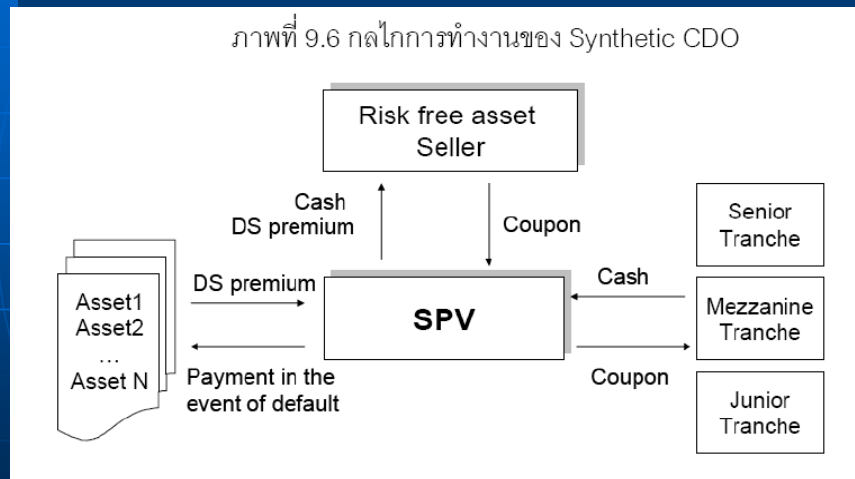 ภาพที่ 9.6 กลไกการทำงานของ Synthetic CDO
Risk free asset
Seller
Cash
DS premium
Coupon
Senior
Tranche
DS premium
Cash
Asset1
Asset2
...
Asset N
SPV
Mezzanine
Tranche
Payment in the
event of default
Coupon
Junior
Tranche